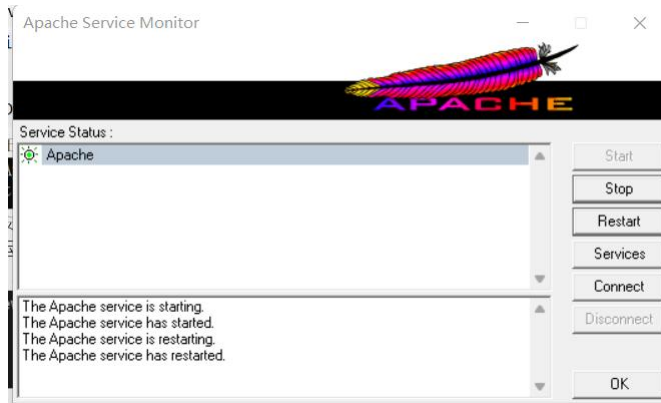 Apache Service Monitor
APACHE
Service Status :
Apache
Start
Stop
Restart
Services
Connect
Disconnect
OK
The Apache service is starting.
The Apache service has started.
The Apache service is restarting.
The Apache service has restarted.